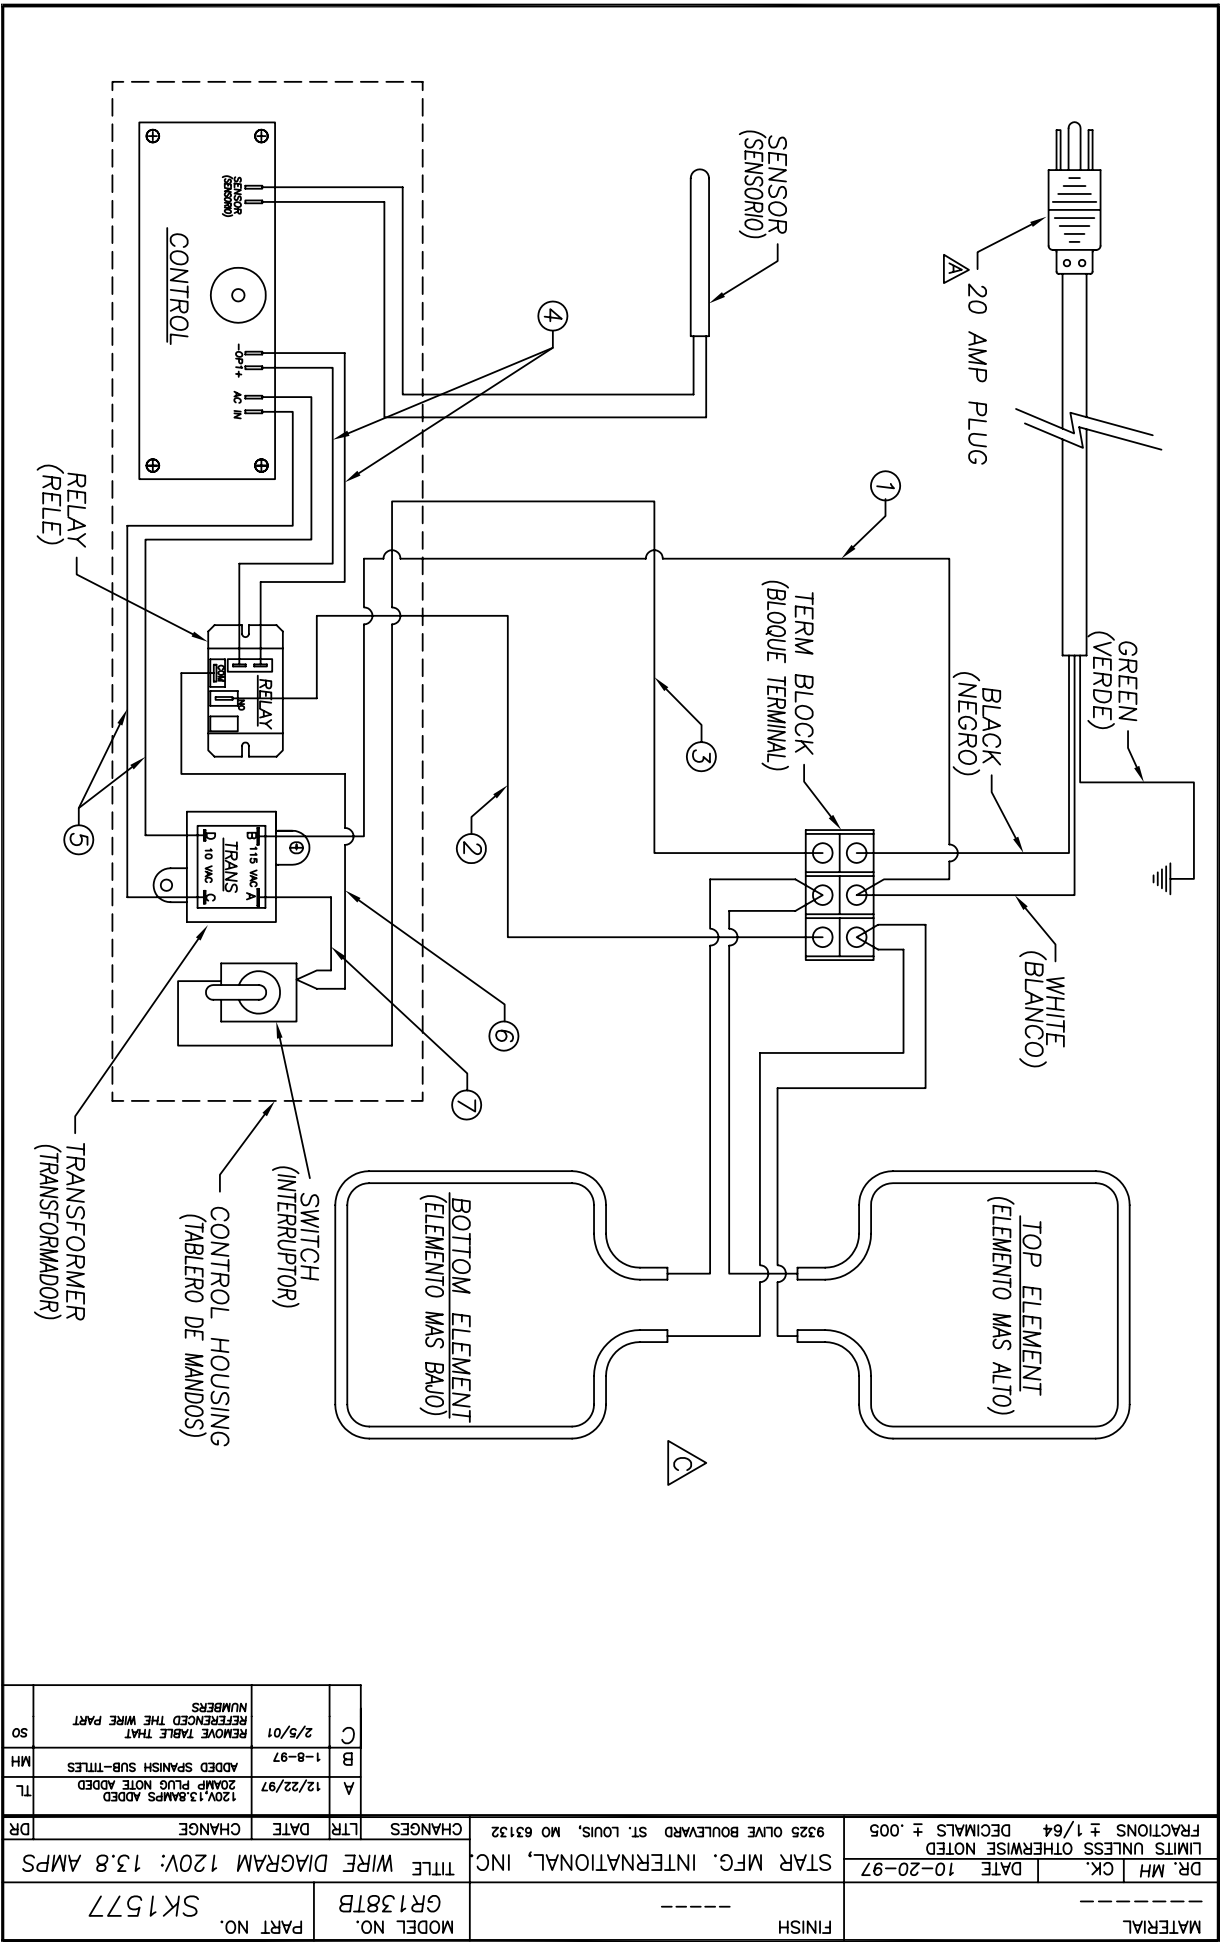 20 AMP PLUG
A
SENSOR
(SENSORIO)
GREEN
(VERDE)
BLACK
(NEGRO)
WHITE
(BLANCO)
TERM BLOCK
(BLOQUE TERMINAL)
1
2
3
4
5
6
7
SENSOR
(SENSORIO)
CONTROL
-OP1+
AC IN
RELAY
(RELE)
RELAY
COM
NO
B 115 VAC A
TRANS
D 10 VAC C
TRANSFORMER
(TRANSFORMADOR)
CONTROL HOUSING
(TABLERO DE MANDOS)
SWITCH
(INTERRUPTOR)
TOP ELEMENT
(ELEMENTO MAS ALTO)
BOTTOM ELEMENT
(ELEMENTO MAS BAJO)
C
MATERIAL
-------
FINISH
-----
MODEL NO.
GR138TB
PART NO.
SK1577
DR. MH
CK.
DATE 10-20-97
LIMITS UNLESS OTHERWISE NOTED
FRACTIONS ± 1/64 DECIMALS ± .005
STAR MFG. INTERNATIONAL, INC.
9325 OLIVE BOULEVARD ST. LOUIS, MO 63132
TITLE WIRE DIAGRAM 120V: 13.8 AMPS
CHANGES LTR DATE CHANGE DR
A 12/22/97 120V,13.8AMPS ADDED
20AMP PLUG NOTE ADDED TL
B 1-8-97 ADDED SPANISH SUB-TITLES MH
C 2/5/01 REMOVE TABLE THAT
REFERENCED THE WIRE PART
NUMBERS SO